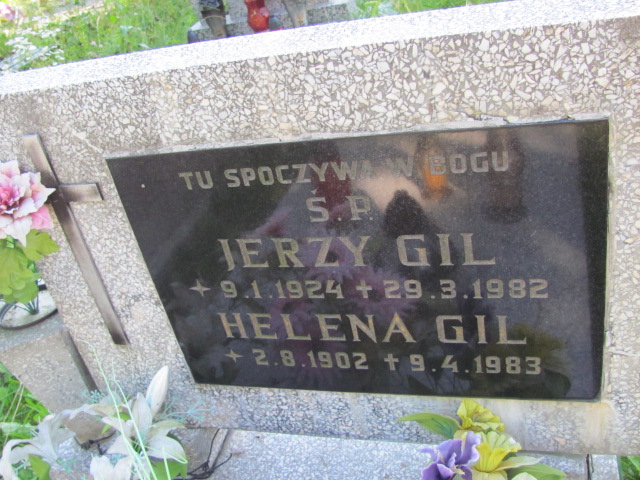 TU SPOCZYWA W BOGU
Ś.P.
JERZY GIL
9.1.1924 + 29.3.1982
HELENA GIL
2.8.1902 + 9.4.1983